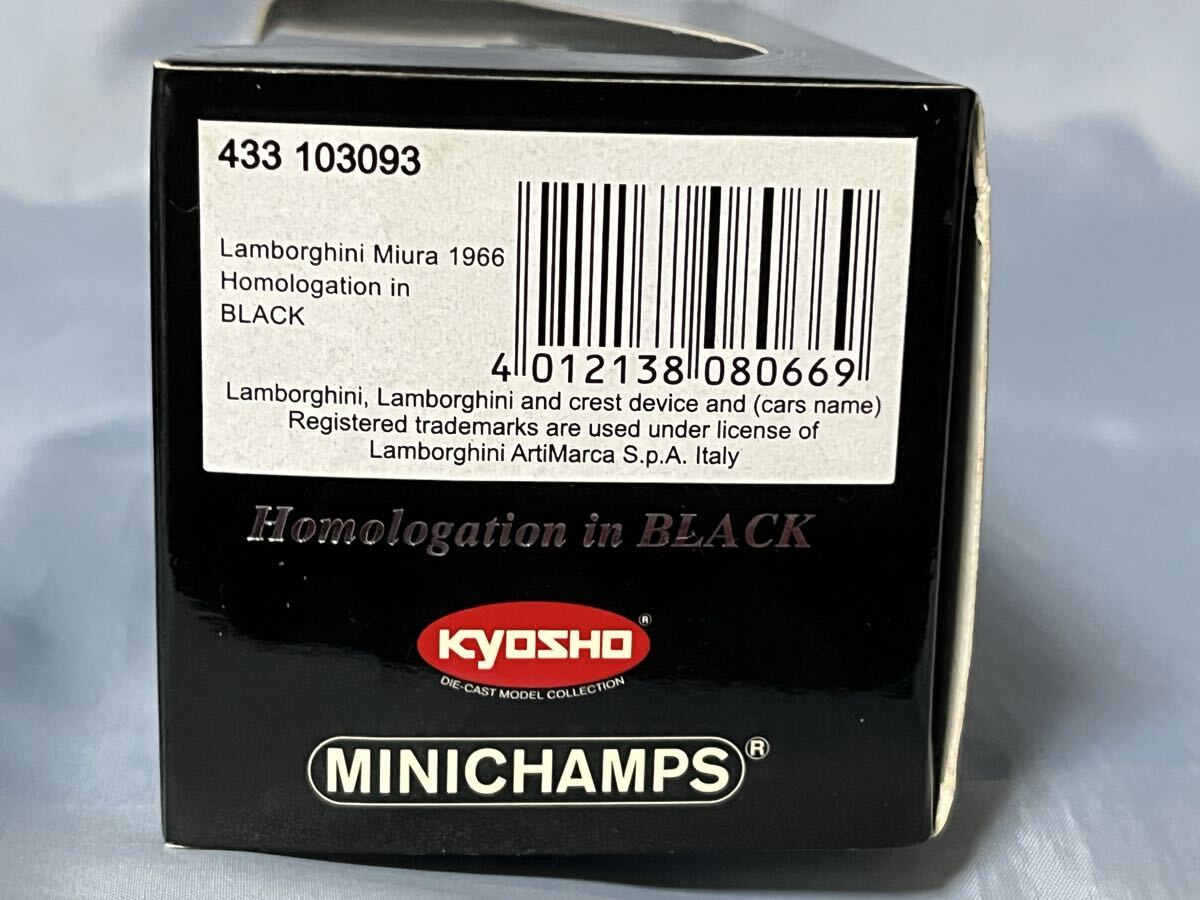 433 103093
Lamborghini Miura 1966
Homologation in
BLACK
4 012138 080669
Lamborghini, Lamborghini and crest device and (cars name)
Registered trademarks are used under license of
Lamborghini ArtiMarca S.p.A. Italy
Homologation in BLACK
KYOSHO®
DIE-CAST MODEL COLLECTION
MINICHAMPS®